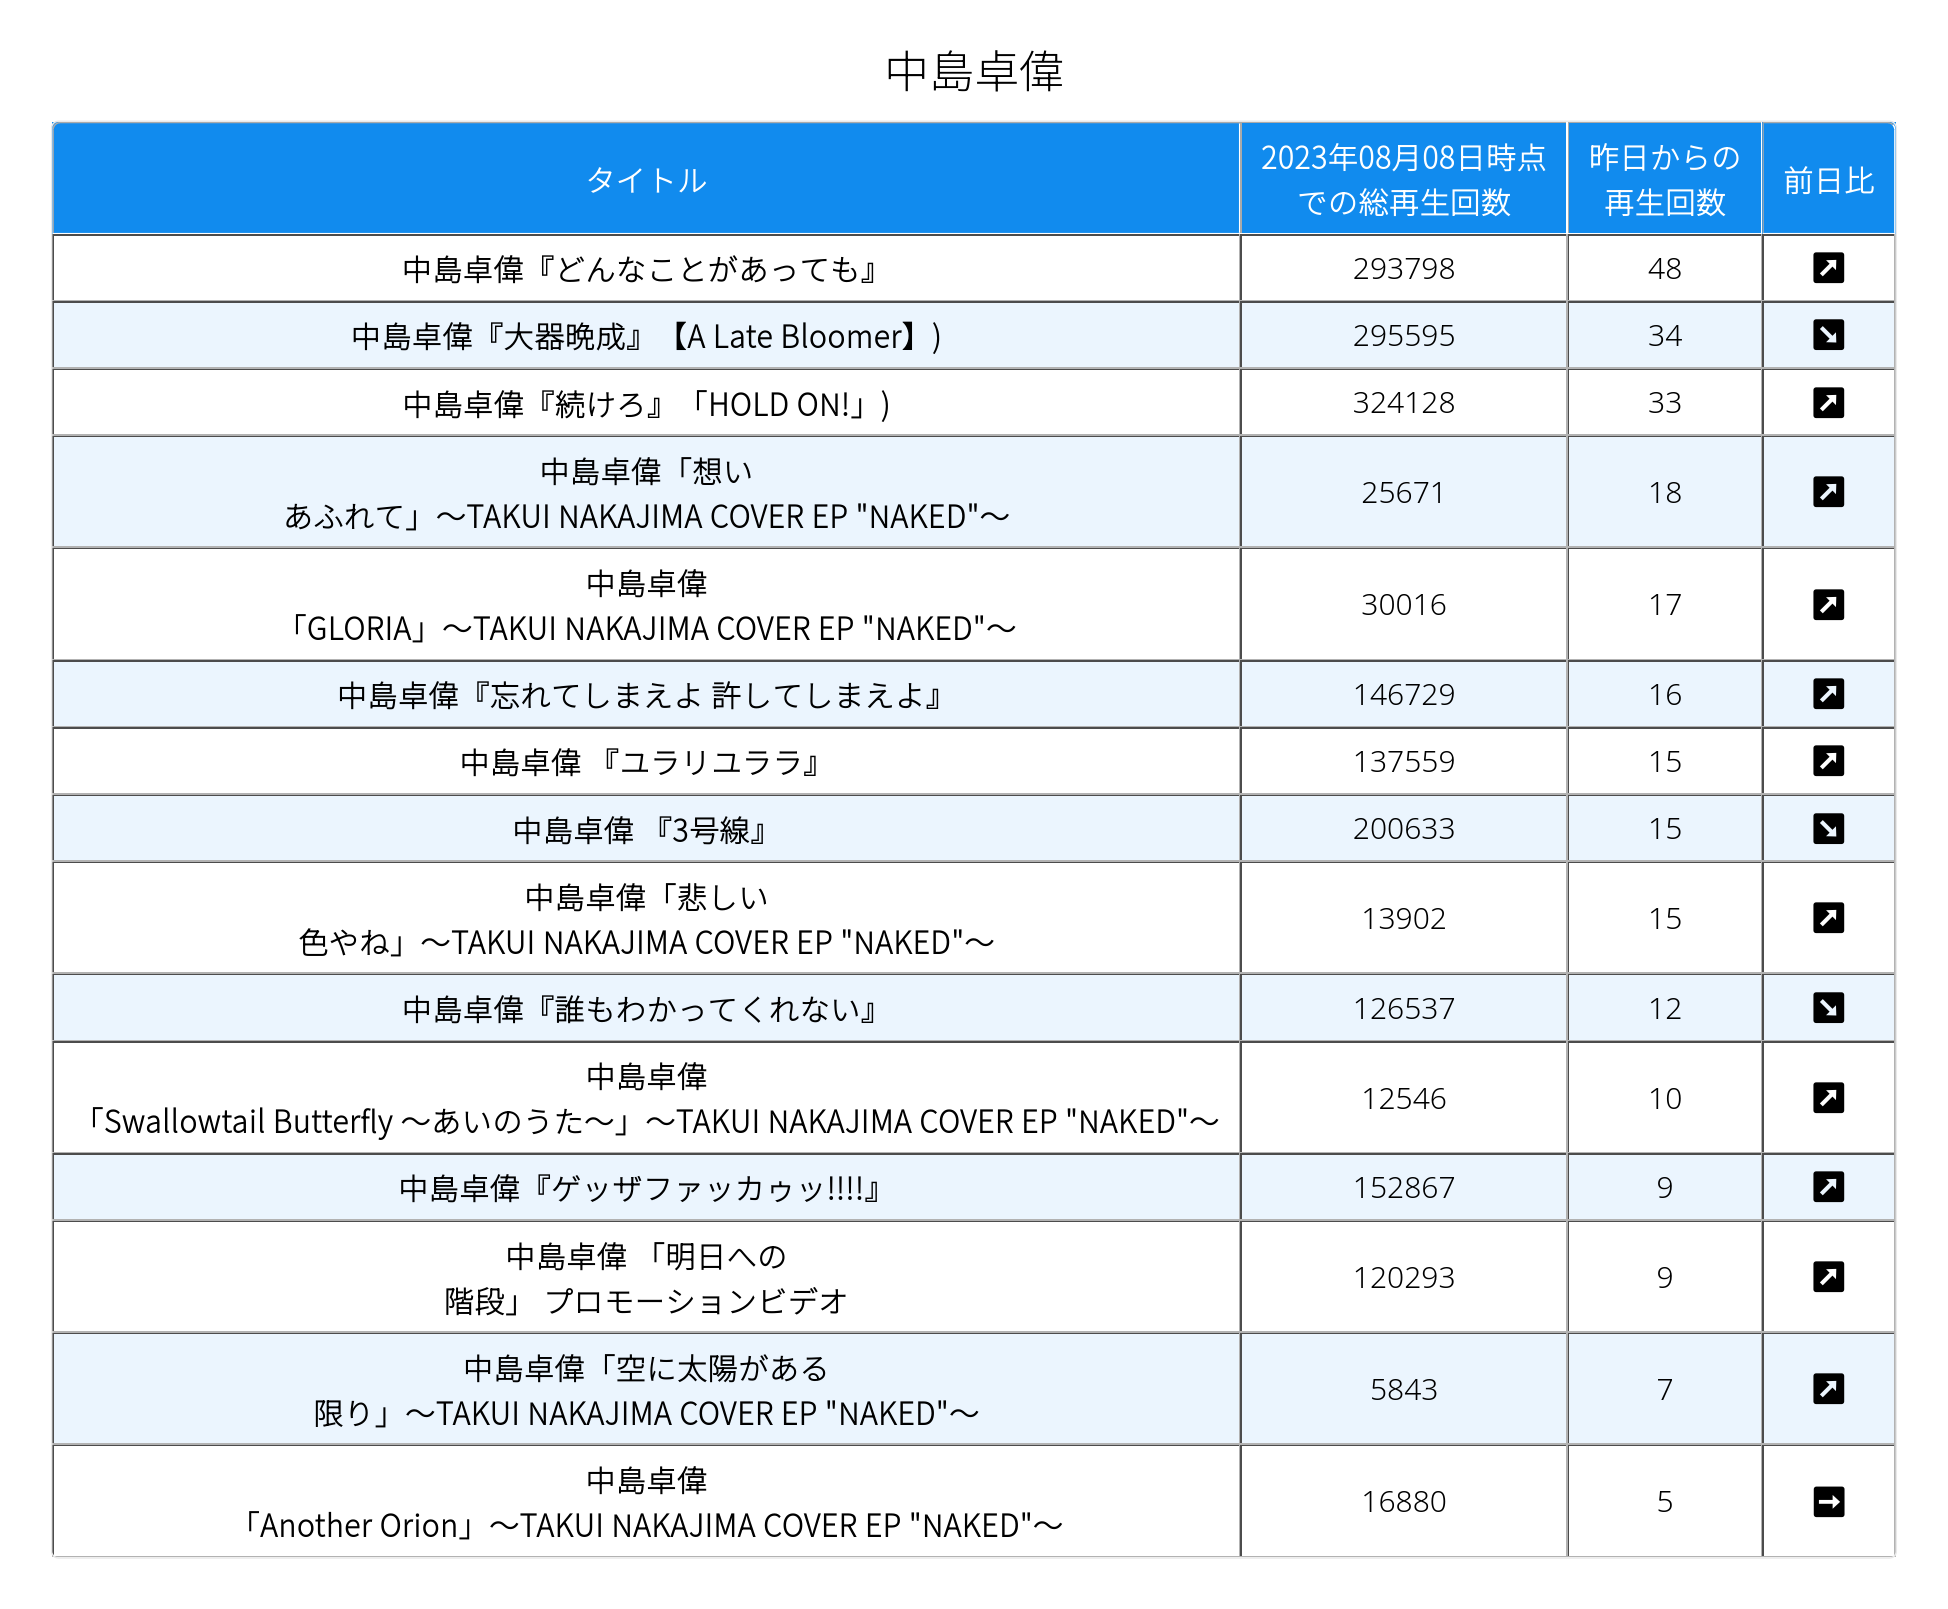 中島卓偉
タイトル
2023年08月08日時点
での総再生回数
昨日からの
再生回数
前日比
中島卓偉『どんなことがあっても』
293798
48
中島卓偉『大器晩成』【A Late Bloomer】)
295595
34
中島卓偉『続けろ』「HOLD ON!」)
324128
33
中島卓偉「想い
あふれて」～TAKUI NAKAJIMA COVER EP "NAKED"～
25671
18
中島卓偉
「GLORIA」～TAKUI NAKAJIMA COVER EP "NAKED"～
30016
17
中島卓偉『忘れてしまえよ 許してしまえよ』
146729
16
中島卓偉 『ユラリユララ』
137559
15
中島卓偉 『3号線』
200633
15
中島卓偉「悲しい
色やね」～TAKUI NAKAJIMA COVER EP "NAKED"～
13902
15
中島卓偉『誰もわかってくれない』
126537
12
中島卓偉
「Swallowtail Butterfly ～あいのうた～」～TAKUI NAKAJIMA COVER EP "NAKED"～
12546
10
中島卓偉『ゲッザファッカゥッ!!!!』
152867
9
中島卓偉 「明日への
階段」 プロモーションビデオ
120293
9
中島卓偉「空に太陽がある
限り」～TAKUI NAKAJIMA COVER EP "NAKED"～
5843
7
中島卓偉
「Another Orion」～TAKUI NAKAJIMA COVER EP "NAKED"～
16880
5